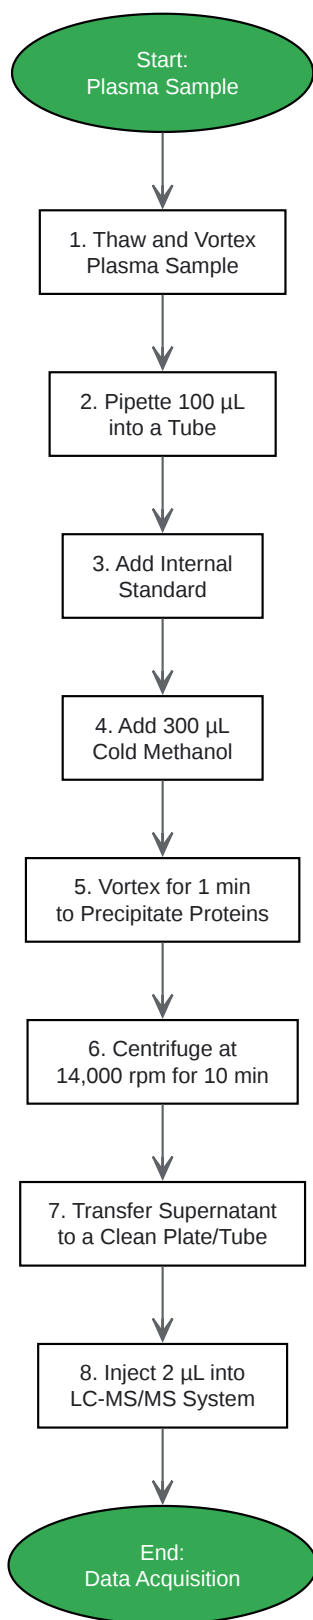 Start:
Plasma Sample
1. Thaw and Vortex
Plasma Sample
2. Pipette 100 µL
into a Tube
3. Add Internal
Standard
4. Add 300 µL
Cold Methanol
5. Vortex for 1 min
to Precipitate Proteins
6. Centrifuge at
14,000 rpm for 10 min
7. Transfer Supernatant
to a Clean Plate/Tube
8. Inject 2 µL into
LC-MS/MS System
End:
Data Acquisition